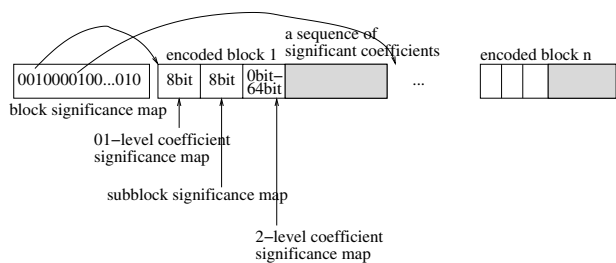 a sequence of
significant coefficients
encoded block 1
encoded block n
0010000100...010
8bit
8bit
0bit−
64bit
...
block significance map
01−level coefficient
significance map
subblock significance map
2−level coefficient
significance map